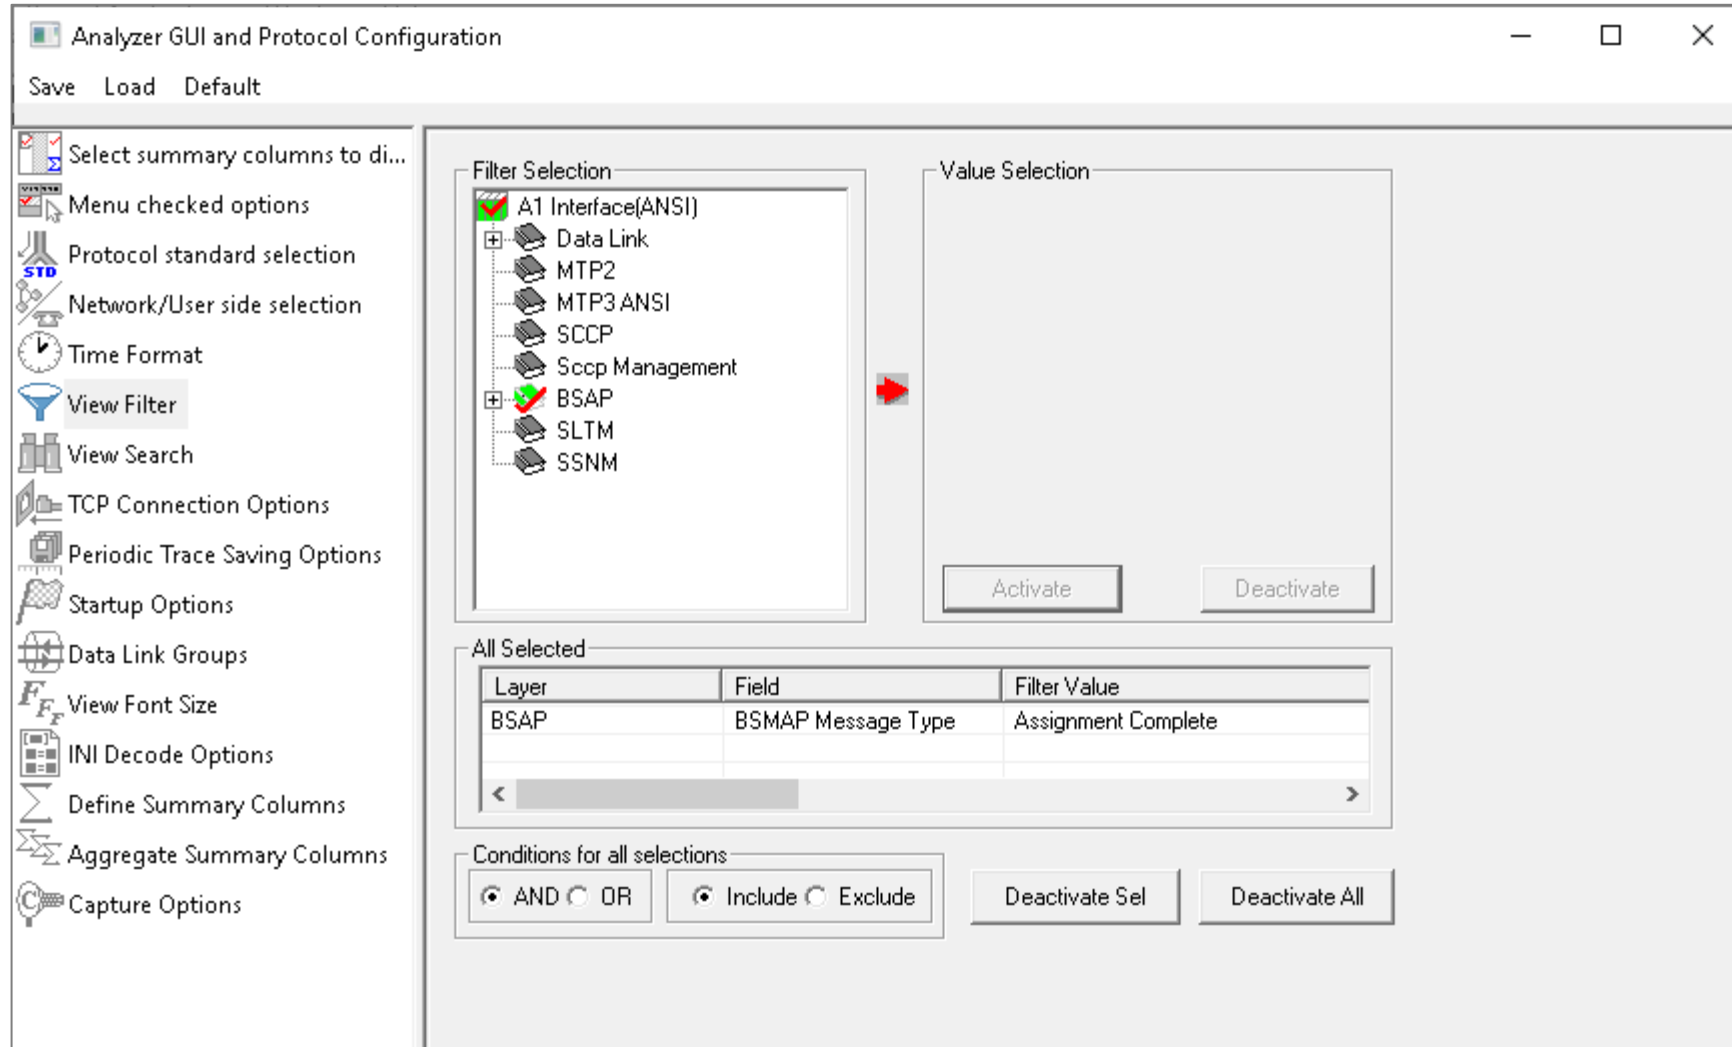 Analyzer GUI and Protocol Configuration
Save Load Default
Select summary columns to di...
Menu checked options
STD
Protocol standard selection
Network/User side selection
Time Format
View Filter
View Search
TCP Connection Options
Periodic Trace Saving Options
Startup Options
Data Link Groups
View Font Size
INI Decode Options
Define Summary Columns
Aggregate Summary Columns
Capture Options
Filter Selection
A1 Interface(ANSI)
Data Link
MTP2
MTP3 ANSI
SCCP
Sccp Management
BSAP
SLTM
SSNM
Value Selection
Activate Deactivate
All Selected
Layer Field Filter Value
BSAP BSMAP Message Type Assignment Complete
Conditions for all selections
AND OR Include Exclude
Deactivate Sel Deactivate All